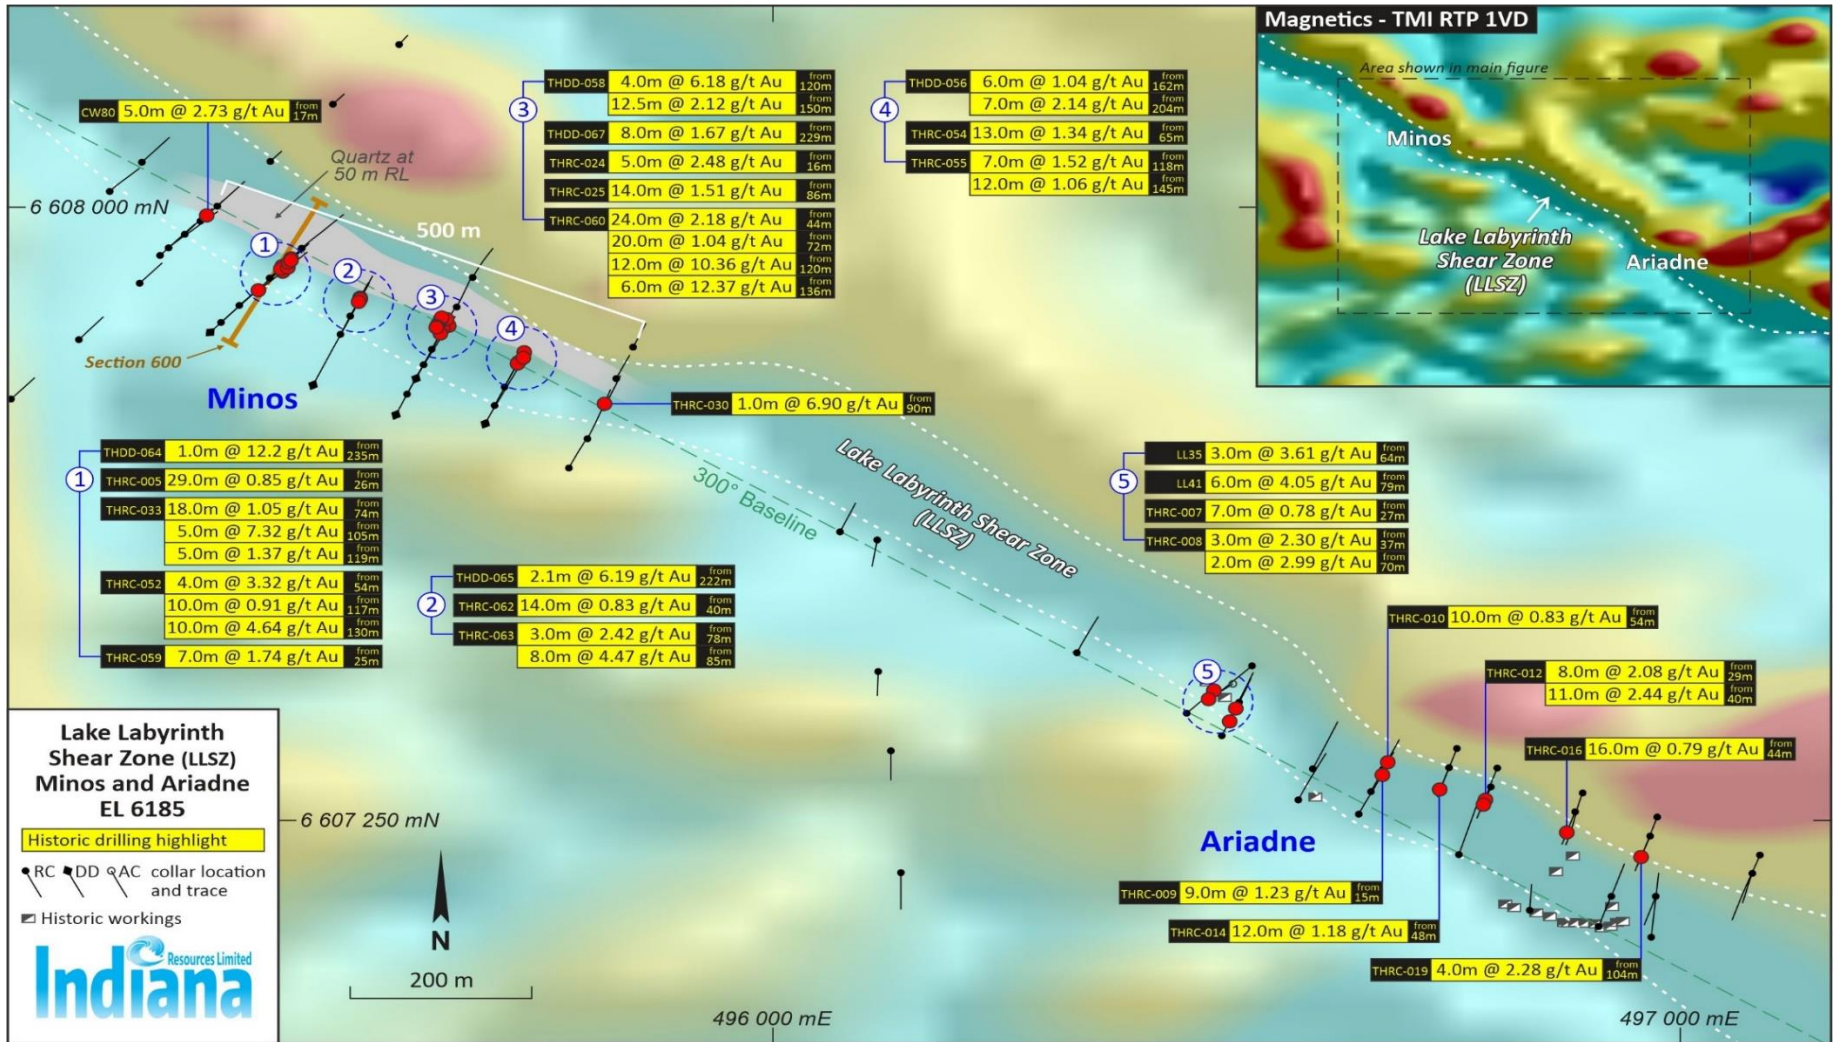 Magnetics - TMI RTP 1VD
Area shown in main figure
Minos
Lake Labyrinth
Shear Zone
(LLSZ)
Ariadne
CW80 5.0m @ 2.73 g/t Au from 17m
Quartz at
50 m RL
6 608 000 mN
500 m
1
2
3
4
Section 600
Minos
3
THDD-058 4.0m @ 6.18 g/t Au from 120m
12.5m @ 2.12 g/t Au from 150m
THDD-067 8.0m @ 1.67 g/t Au from 229m
THRC-024 5.0m @ 2.48 g/t Au from 16m
THRC-025 14.0m @ 1.51 g/t Au from 86m
THRC-060 24.0m @ 2.18 g/t Au from 44m
20.0m @ 1.04 g/t Au from 72m
12.0m @ 10.36 g/t Au from 120m
6.0m @ 12.37 g/t Au from 136m
4
THDD-056 6.0m @ 1.04 g/t Au from 162m
7.0m @ 2.14 g/t Au from 204m
THRC-054 13.0m @ 1.34 g/t Au from 65m
THRC-055 7.0m @ 1.52 g/t Au from 118m
12.0m @ 1.06 g/t Au from 145m
THRC-030 1.0m @ 6.90 g/t Au from 90m
1
THDD-064 1.0m @ 12.2 g/t Au from 235m
THRC-005 29.0m @ 0.85 g/t Au from 26m
THRC-033 18.0m @ 1.05 g/t Au from 74m
5.0m @ 7.32 g/t Au from 105m
5.0m @ 1.37 g/t Au from 119m
THRC-052 4.0m @ 3.32 g/t Au from 54m
10.0m @ 0.91 g/t Au from 117m
10.0m @ 4.64 g/t Au from 130m
THRC-059 7.0m @ 1.74 g/t Au from 25m
2
THDD-065 2.1m @ 6.19 g/t Au from 222m
THRC-062 14.0m @ 0.83 g/t Au from 40m
THRC-063 3.0m @ 2.42 g/t Au from 78m
8.0m @ 4.47 g/t Au from 85m
300° Baseline
Lake Labyrinth Shear Zone
(LLSZ)
5
LL35 3.0m @ 3.61 g/t Au from 64m
LL41 6.0m @ 4.05 g/t Au from 79m
THRC-007 7.0m @ 0.78 g/t Au from 27m
THRC-008 3.0m @ 2.30 g/t Au from 37m
2.0m @ 2.99 g/t Au from 70m
5
THRC-010 10.0m @ 0.83 g/t Au from 54m
THRC-012 8.0m @ 2.08 g/t Au from 29m
11.0m @ 2.44 g/t Au from 40m
THRC-016 16.0m @ 0.79 g/t Au from 44m
Ariadne
THRC-009 9.0m @ 1.23 g/t Au from 15m
THRC-014 12.0m @ 1.18 g/t Au from 48m
THRC-019 4.0m @ 2.28 g/t Au from 104m
6 607 250 mN
Lake Labyrinth
Shear Zone (LLSZ)
Minos and Ariadne
EL 6185
Historic drilling highlight
RC DD AC collar location
and trace
Historic workings
Indiana
Resources Limited
N
200 m
496 000 mE
497 000 mE